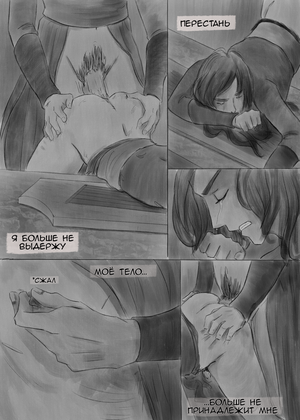 ПЕРЕСТАНЬ
Я БОЛЬШЕ НЕ
ВЫДЕРЖУ
МОЁ ТЕЛО...
*СЖАЛ
...БОЛЬШЕ НЕ
ПРИНАДЛЕЖИТ МНЕ